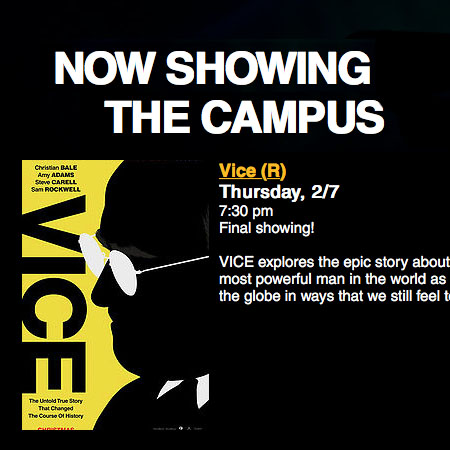 NOW SHOWING
THE CAMPUS
Christian BALE
Amy ADAMS
Steve CARELL
Sam ROCKWELL
VICE
The Untold True Story
That Changed
The Course Of History
CHRISTMAS
Vice (R)
Thursday, 2/7
7:30 pm
Final showing!
VICE explores the epic story about
most powerful man in the world as
the globe in ways that we still feel